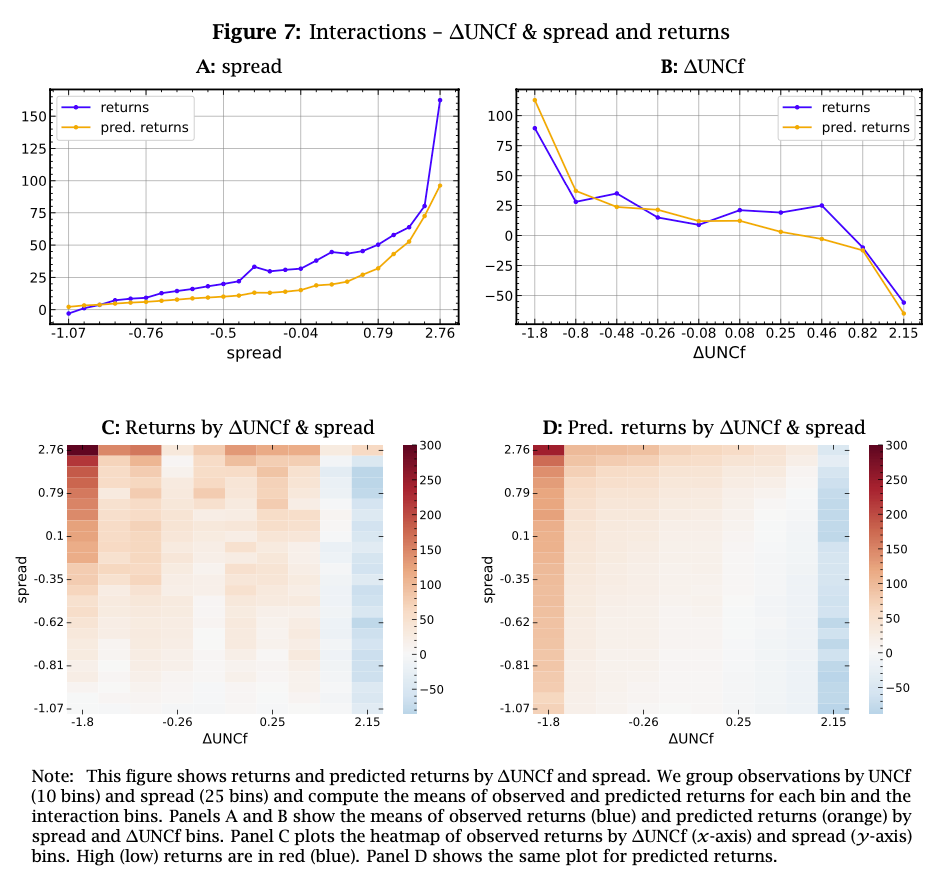 Figure 7: Interactions – ΔUNCf & spread and returns
A: spread
returns
pred. returns
150
125
100
75
50
25
0
-1.07 -0.76 -0.5 -0.04 0.79 2.76
spread
B: ΔUNCf
returns
pred. returns
100
75
50
25
0
−25
−50
-1.8 -0.8 -0.48 -0.26 -0.08 0.08 0.25 0.46 0.82 2.15
ΔUNCf
C: Returns by ΔUNCf & spread
2.76
0.79
0.1
-0.35
-0.62
-0.81
-1.07
spread
-1.8 -0.26 0.25 2.15
ΔUNCf
300
250
200
150
100
50
0
−50
D: Pred. returns by ΔUNCf & spread
2.76
0.79
0.1
-0.35
-0.62
-0.81
-1.07
spread
-1.8 -0.26 0.25 2.15
ΔUNCf
300
250
200
150
100
50
0
−50
Note: This figure shows returns and predicted returns by ΔUNCf and spread. We group observations by UNCf
(10 bins) and spread (25 bins) and compute the means of observed and predicted returns for each bin and the
interaction bins. Panels A and B show the means of observed returns (blue) and predicted returns (orange) by
spread and ΔUNCf bins. Panel C plots the heatmap of observed returns by ΔUNCf (x-axis) and spread (y-axis)
bins. High (low) returns are in red (blue). Panel D shows the same plot for predicted returns.